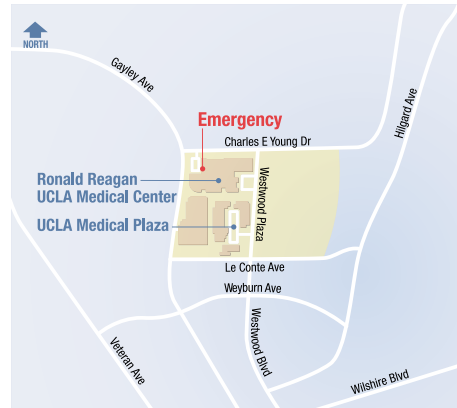 NORTH
Gayley Ave
Hilgard Ave
Emergency
Charles E Young Dr
Ronald Reagan
UCLA Medical Center
Westwood Plaza
UCLA Medical Plaza
Le Conte Ave
Weyburn Ave
Westwood Blvd
Veteran Ave
Wilshire Blvd